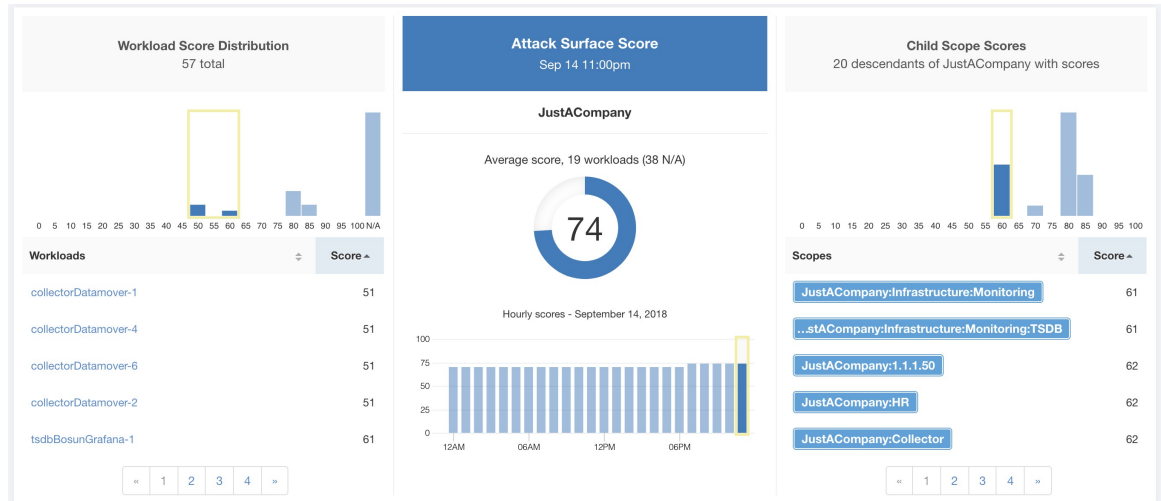 Workload Score Distribution
57 total
0 5 10 15 20 25 30 35 40 45 50 55 60 65 70 75 80 85 90 95 100 N/A
Workloads Score
collectorDatamover-1 51
collectorDatamover-4 51
collectorDatamover-6 51
collectorDatamover-2 51
tsdbBosunGrafana-1 61
« 1 2 3 4 »
Attack Surface Score
Sep 14 11:00pm
JustACompany
Average score, 19 workloads (38 N/A)
74
Hourly scores - September 14, 2018
100
75
50
25
0
12AM 06AM 12PM 06PM
Child Scope Scores
20 descendants of JustACompany with scores
0 5 10 15 20 25 30 35 40 45 50 55 60 65 70 75 80 85 90 95 100
Scopes Score
JustACompany:Infrastructure:Monitoring 61
...stACompany:Infrastructure:Monitoring:TSDB 61
JustACompany:1.1.1.50 62
JustACompany:HR 62
JustACompany:Collector 62
« 1 2 3 4 »